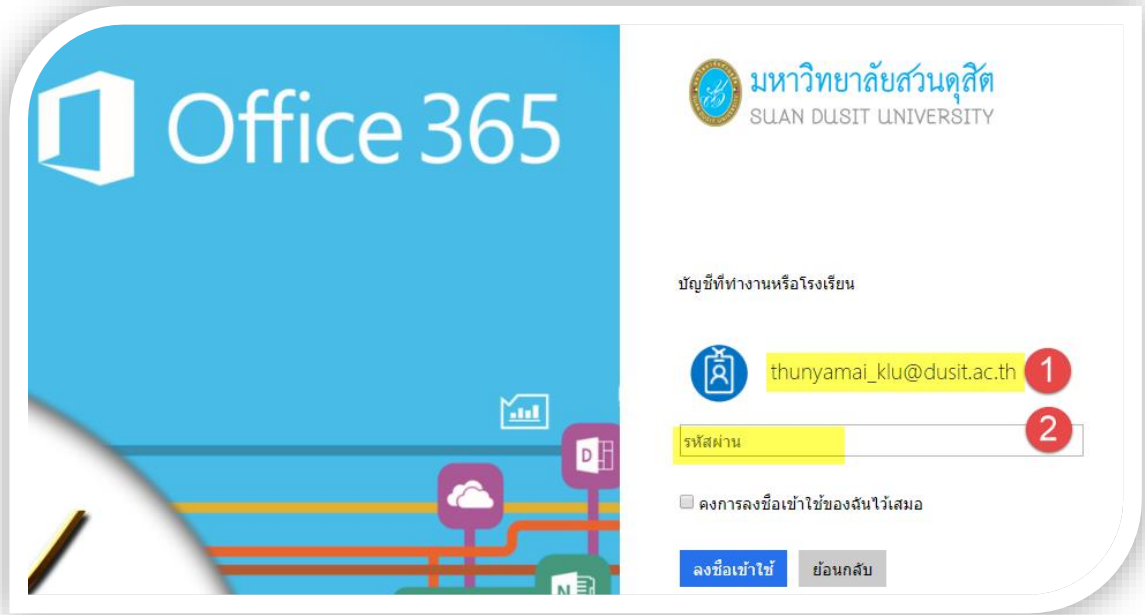 Office 365
มหาวิทยาลัยสวนดุสิต
SUAN DUSIT UNIVERSITY
บัญชีที่ทำงานหรือโรงเรียน
thunyamai_klu@dusit.ac.th 1
รหัสผ่าน 2
D
คงการลงชื่อเข้าใช้ของฉันไว้เสมอ
ลงชื่อเข้าใช้ ย้อนกลับ
N